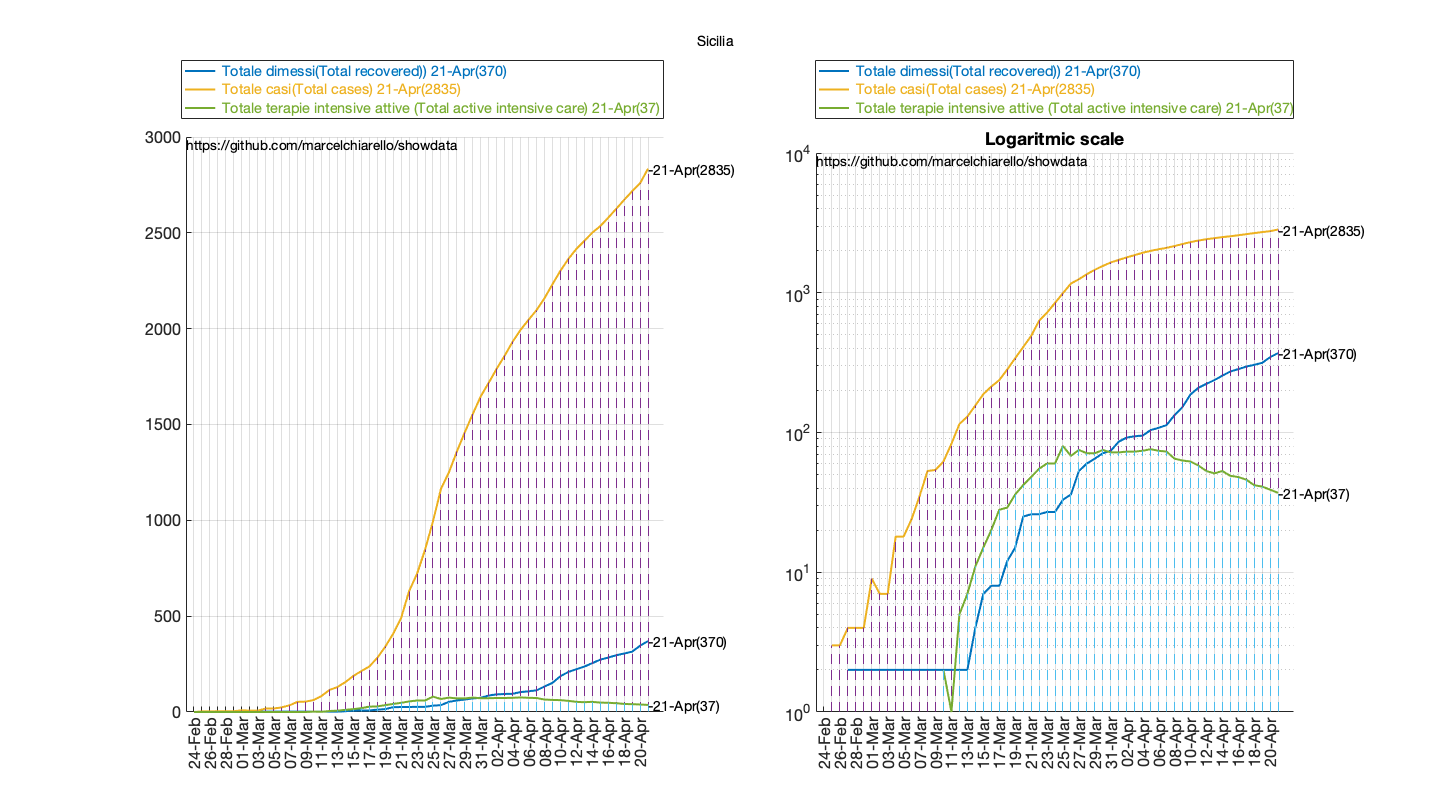 Sicilia
Totale dimessi(Total recovered)) 21-Apr(370)
Totale casi(Total cases) 21-Apr(2835)
Totale terapie intensive attive (Total active intensive care) 21-Apr(37)
https://github.com/marcelchiarello/showdata
3000
2500
2000
1500
1000
500
0
21-Apr(2835)
21-Apr(370)
21-Apr(37)
24-Feb
26-Feb
28-Feb
01-Mar
03-Mar
05-Mar
07-Mar
09-Mar
11-Mar
13-Mar
15-Mar
17-Mar
19-Mar
21-Mar
23-Mar
25-Mar
27-Mar
29-Mar
31-Mar
02-Apr
04-Apr
06-Apr
08-Apr
10-Apr
12-Apr
14-Apr
16-Apr
18-Apr
20-Apr
Totale dimessi(Total recovered)) 21-Apr(370)
Totale casi(Total cases) 21-Apr(2835)
Totale terapie intensive attive (Total active intensive care) 21-Apr(37)
Logaritmic scale
https://github.com/marcelchiarello/showdata
10^4
10^3
10^2
10^1
10^0
21-Apr(2835)
21-Apr(370)
21-Apr(37)
24-Feb
26-Feb
28-Feb
01-Mar
03-Mar
05-Mar
07-Mar
09-Mar
11-Mar
13-Mar
15-Mar
17-Mar
19-Mar
21-Mar
23-Mar
25-Mar
27-Mar
29-Mar
31-Mar
02-Apr
04-Apr
06-Apr
08-Apr
10-Apr
12-Apr
14-Apr
16-Apr
18-Apr
20-Apr